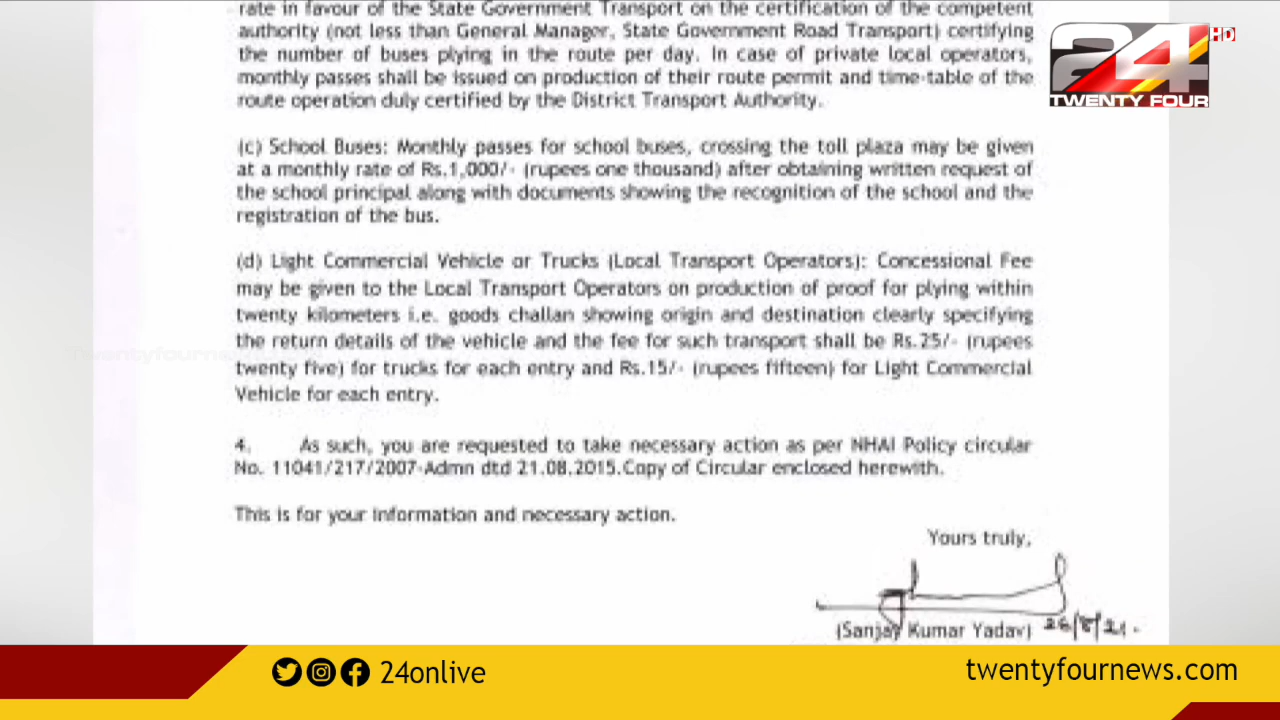 rate in favour of the State Government Transport on the certification of the competent
authority (not less than General Manager, State Government Road Transport) certifying
the number of buses plying in the route per day. In case of private local operators,
monthly passes shall be issued on production of their route permit and time-table of the
route operation duly certified by the District Transport Authority.
24 HD
TWENTY FOUR
(c) School Buses: Monthly passes for school buses, crossing the toll plaza may be given
at a monthly rate of Rs.1,000/- (rupees one thousand) after obtaining written request of
the school principal along with documents showing the recognition of the school and the
registration of the bus.
(d) Light Commercial Vehicle or Trucks (Local Transport Operators): Concessional Fee
may be given to the Local Transport Operators on production of proof for plying within
twenty kilometers i.e. goods challan showing origin and destination clearly specifying
the return details of the vehicle and the fee for such transport shall be Rs.25/- (rupees
twenty five) for trucks for each entry and Rs.15/- (rupees fifteen) for Light Commercial
Vehicle for each entry.
4. As such, you are requested to take necessary action as per NHAI Policy circular
No. 11041/217/2007-Admn dtd 21.08.2015.Copy of Circular enclosed herewith.
This is for your information and necessary action.
Yours truly,
(Sanjay Kumar Yadav) 26/8/21.
24onlive
twentyfournews.com